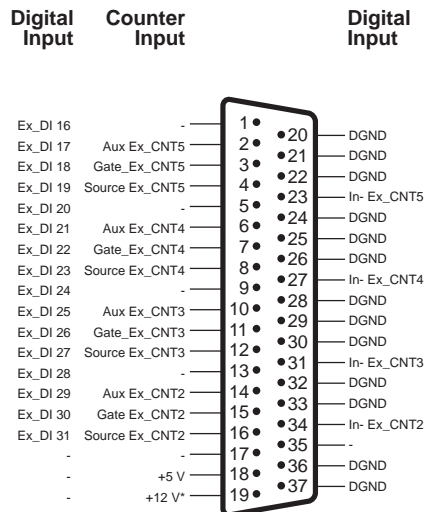 Digital Input Counter Input Digital Input
Ex_DI 16 - 1 20 DGND
Ex_DI 17 Aux Ex_CNT5 2 21 DGND
Ex_DI 18 Gate_Ex_CNT5 3 22 DGND
Ex_DI 19 Source Ex_CNT5 4 23 In- Ex_CNT5
Ex_DI 20 - 5 24 DGND
Ex_DI 21 Aux Ex_CNT4 6 25 DGND
Ex_DI 22 Gate_Ex_CNT4 7 26 DGND
Ex_DI 23 Source Ex_CNT4 8 27 In- Ex_CNT4
Ex_DI 24 - 9 28 DGND
Ex_DI 25 Aux Ex_CNT3 10 29 DGND
Ex_DI 26 Gate_Ex_CNT3 11 30 DGND
Ex_DI 27 Source Ex_CNT3 12 31 In- Ex_CNT3
Ex_DI 28 - 13 32 DGND
Ex_DI 29 Aux Ex_CNT2 14 33 DGND
Ex_DI 30 Gate Ex_CNT2 15 34 In- Ex_CNT2
Ex_DI 31 Source Ex_CNT2 16 35 -
- - 17 36 DGND
- +5 V 18 37 DGND
- +12 V* 19